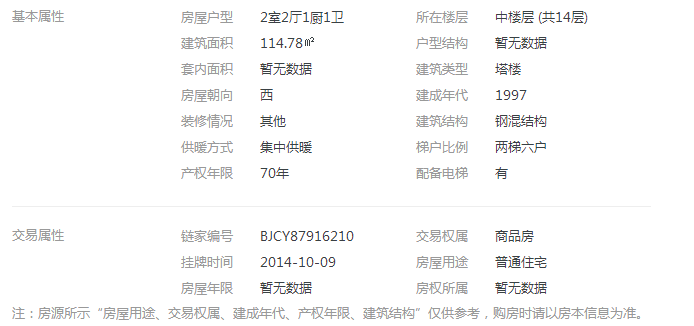 基本属性 房屋户型 2室2厅1厨1卫 所在楼层 中楼层 (共14层)
建筑面积 114.78㎡ 户型结构 暂无数据
套内面积 暂无数据 建筑类型 塔楼
房屋朝向 西 建成年代 1997
装修情况 其他 建筑结构 钢混结构
供暖方式 集中供暖 梯户比例 两梯六户
产权年限 70年 配备电梯 有
交易属性 链家编号 BJCY87916210 交易权属 商品房
挂牌时间 2014-10-09 房屋用途 普通住宅
房屋年限 暂无数据 房权所属 暂无数据
注：房源所示“房屋用途、交易权属、建成年代、产权年限、建筑结构”仅供参考，购房时请以房本信息为准。